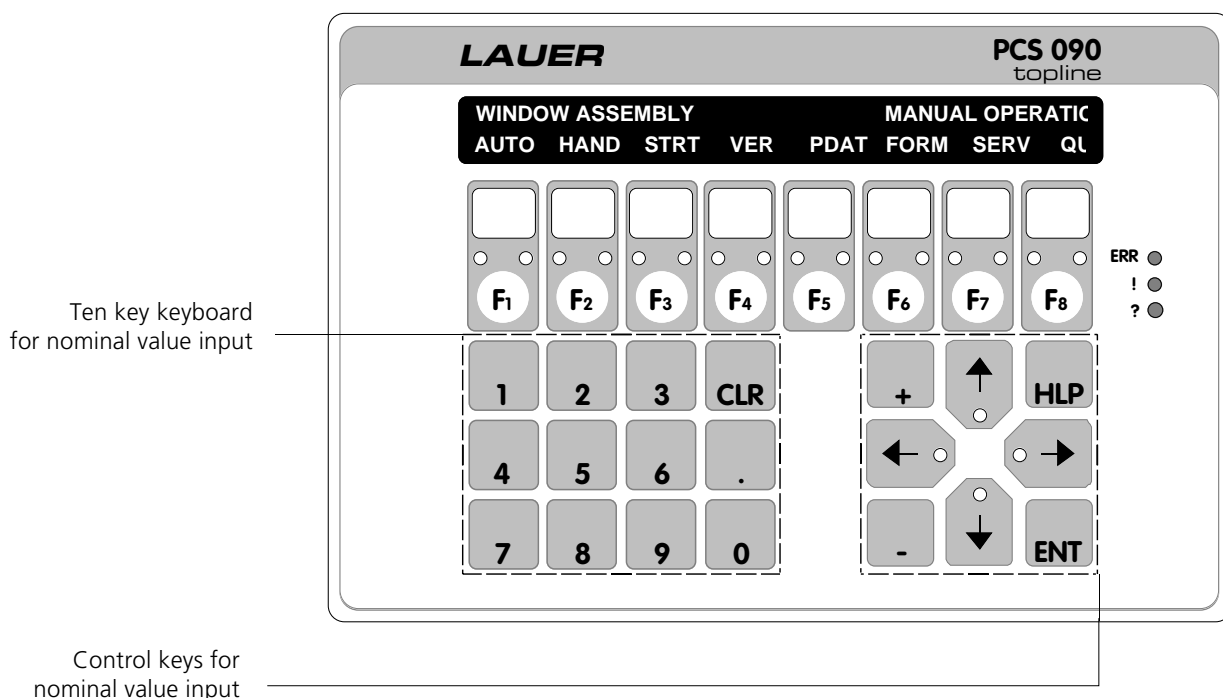 LAUER
PCS 090
topline
WINDOW ASSEMBLY MANUAL OPERATIC
AUTO HAND STRT VER PDAT FORM SERV QU
F1 F2 F3 F4 F5 F6 F7 F8
ERR
!
?
Ten key keyboard
for nominal value input
1 2 3 CLR + HLP
4 5 6 .
7 8 9 0 - ENT
Control keys for
nominal value input